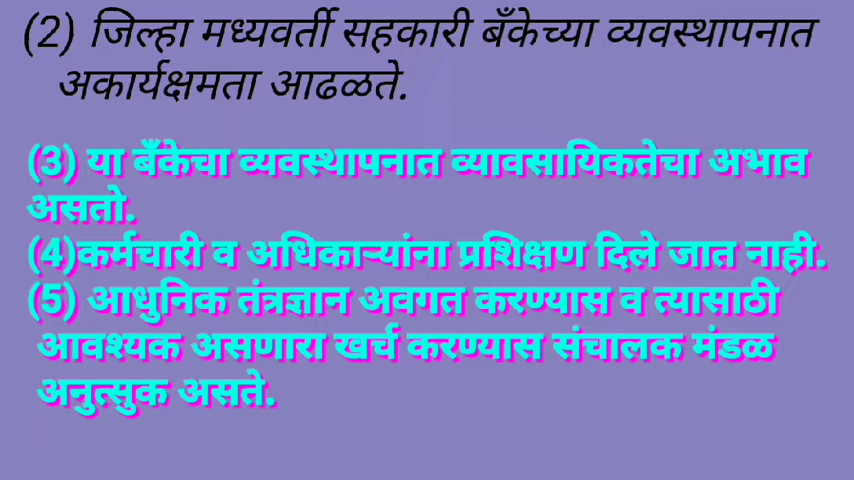 (2) जिल्हा मध्यवर्ती सहकारी बँकेच्या व्यवस्थापनात
अकार्यक्षमता आढळते.
(3) या बँकेचा व्यवस्थापनात व्यावसायिकतेचा अभाव
असतो.
(4)कर्मचारी व अधिकाऱ्यांना प्रशिक्षण दिले जात नाही.
(5) आधुनिक तंत्रज्ञान अवगत करण्यास व त्यासाठी
आवश्यक असणारा खर्च करण्यास संचालक मंडळ
अनुत्सुक असते.